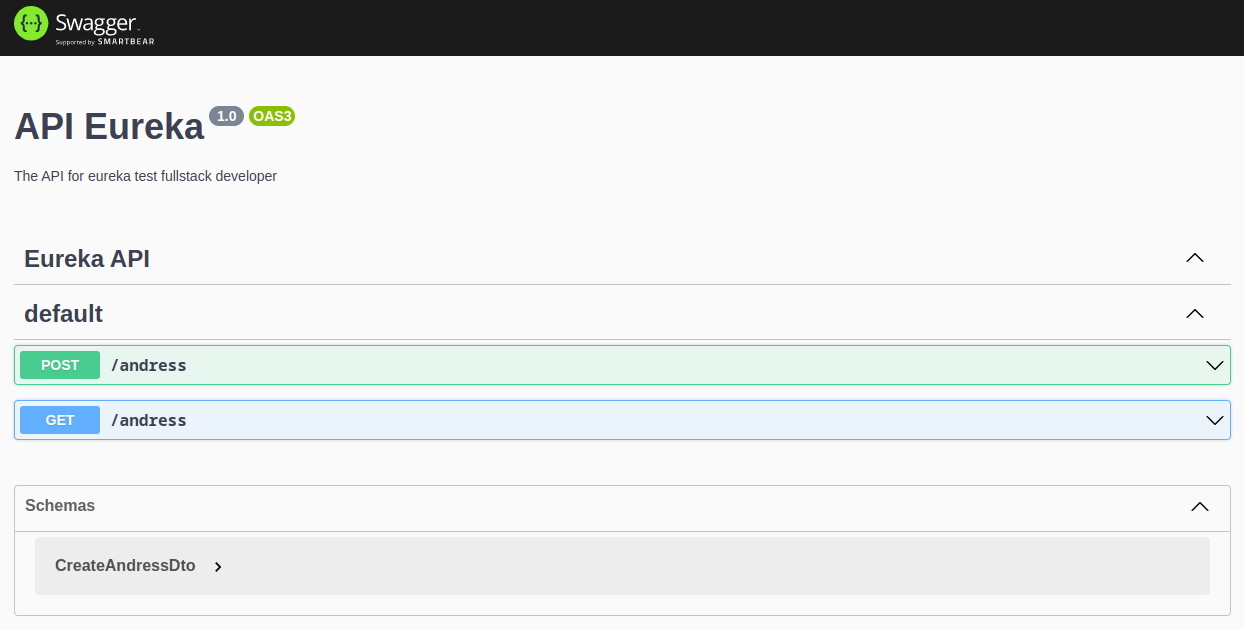 Swagger
Supported by SMARTBEAR
API Eureka 1.0 OAS3
The API for eureka test fullstack developer
Eureka API
default
POST /andress
GET /andress
Schemas
CreateAndressDto